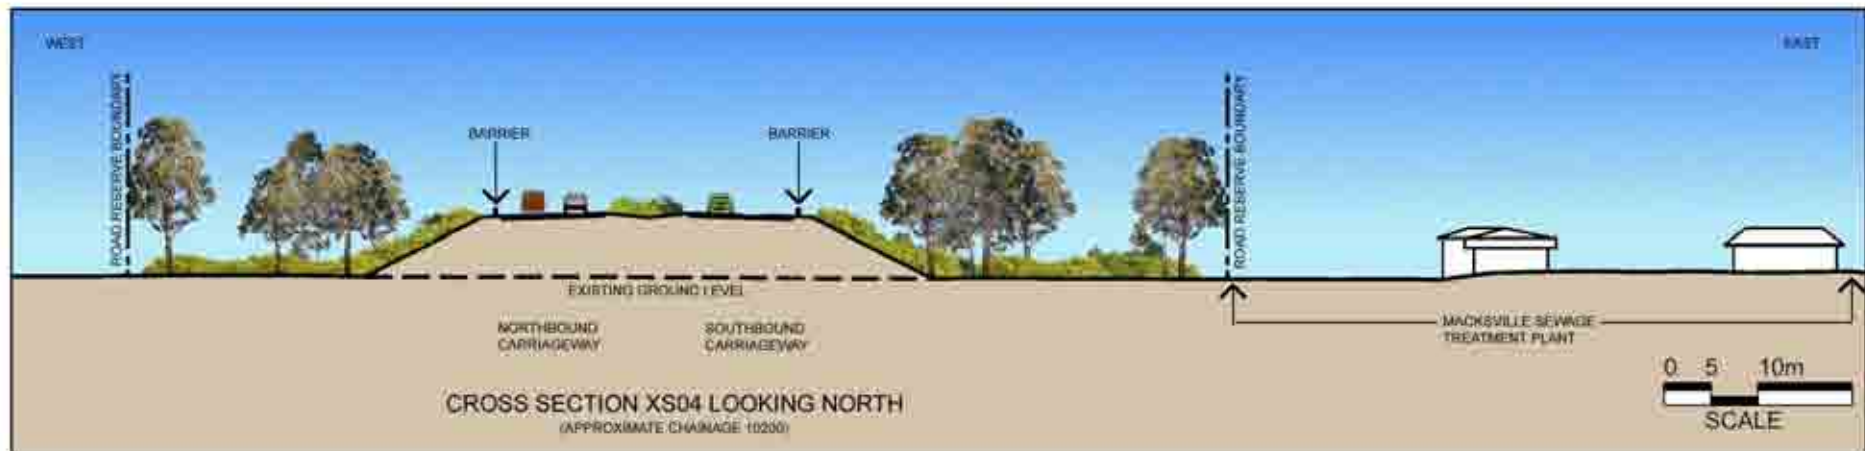 WEST
EAST
ROAD RESERVE BOUNDARY
BARRIER
BARRIER
ROAD RESERVE BOUNDARY
EXISTING GROUND LEVEL
NORTHBOUND
CARRIAGEWAY
SOUTHBOUND
CARRIAGEWAY
MACKSVILLE SEWAGE
TREATMENT PLANT
CROSS SECTION XS04 LOOKING NORTH
(APPROXIMATE CHAINAGE 10200)
0 5 10m
SCALE